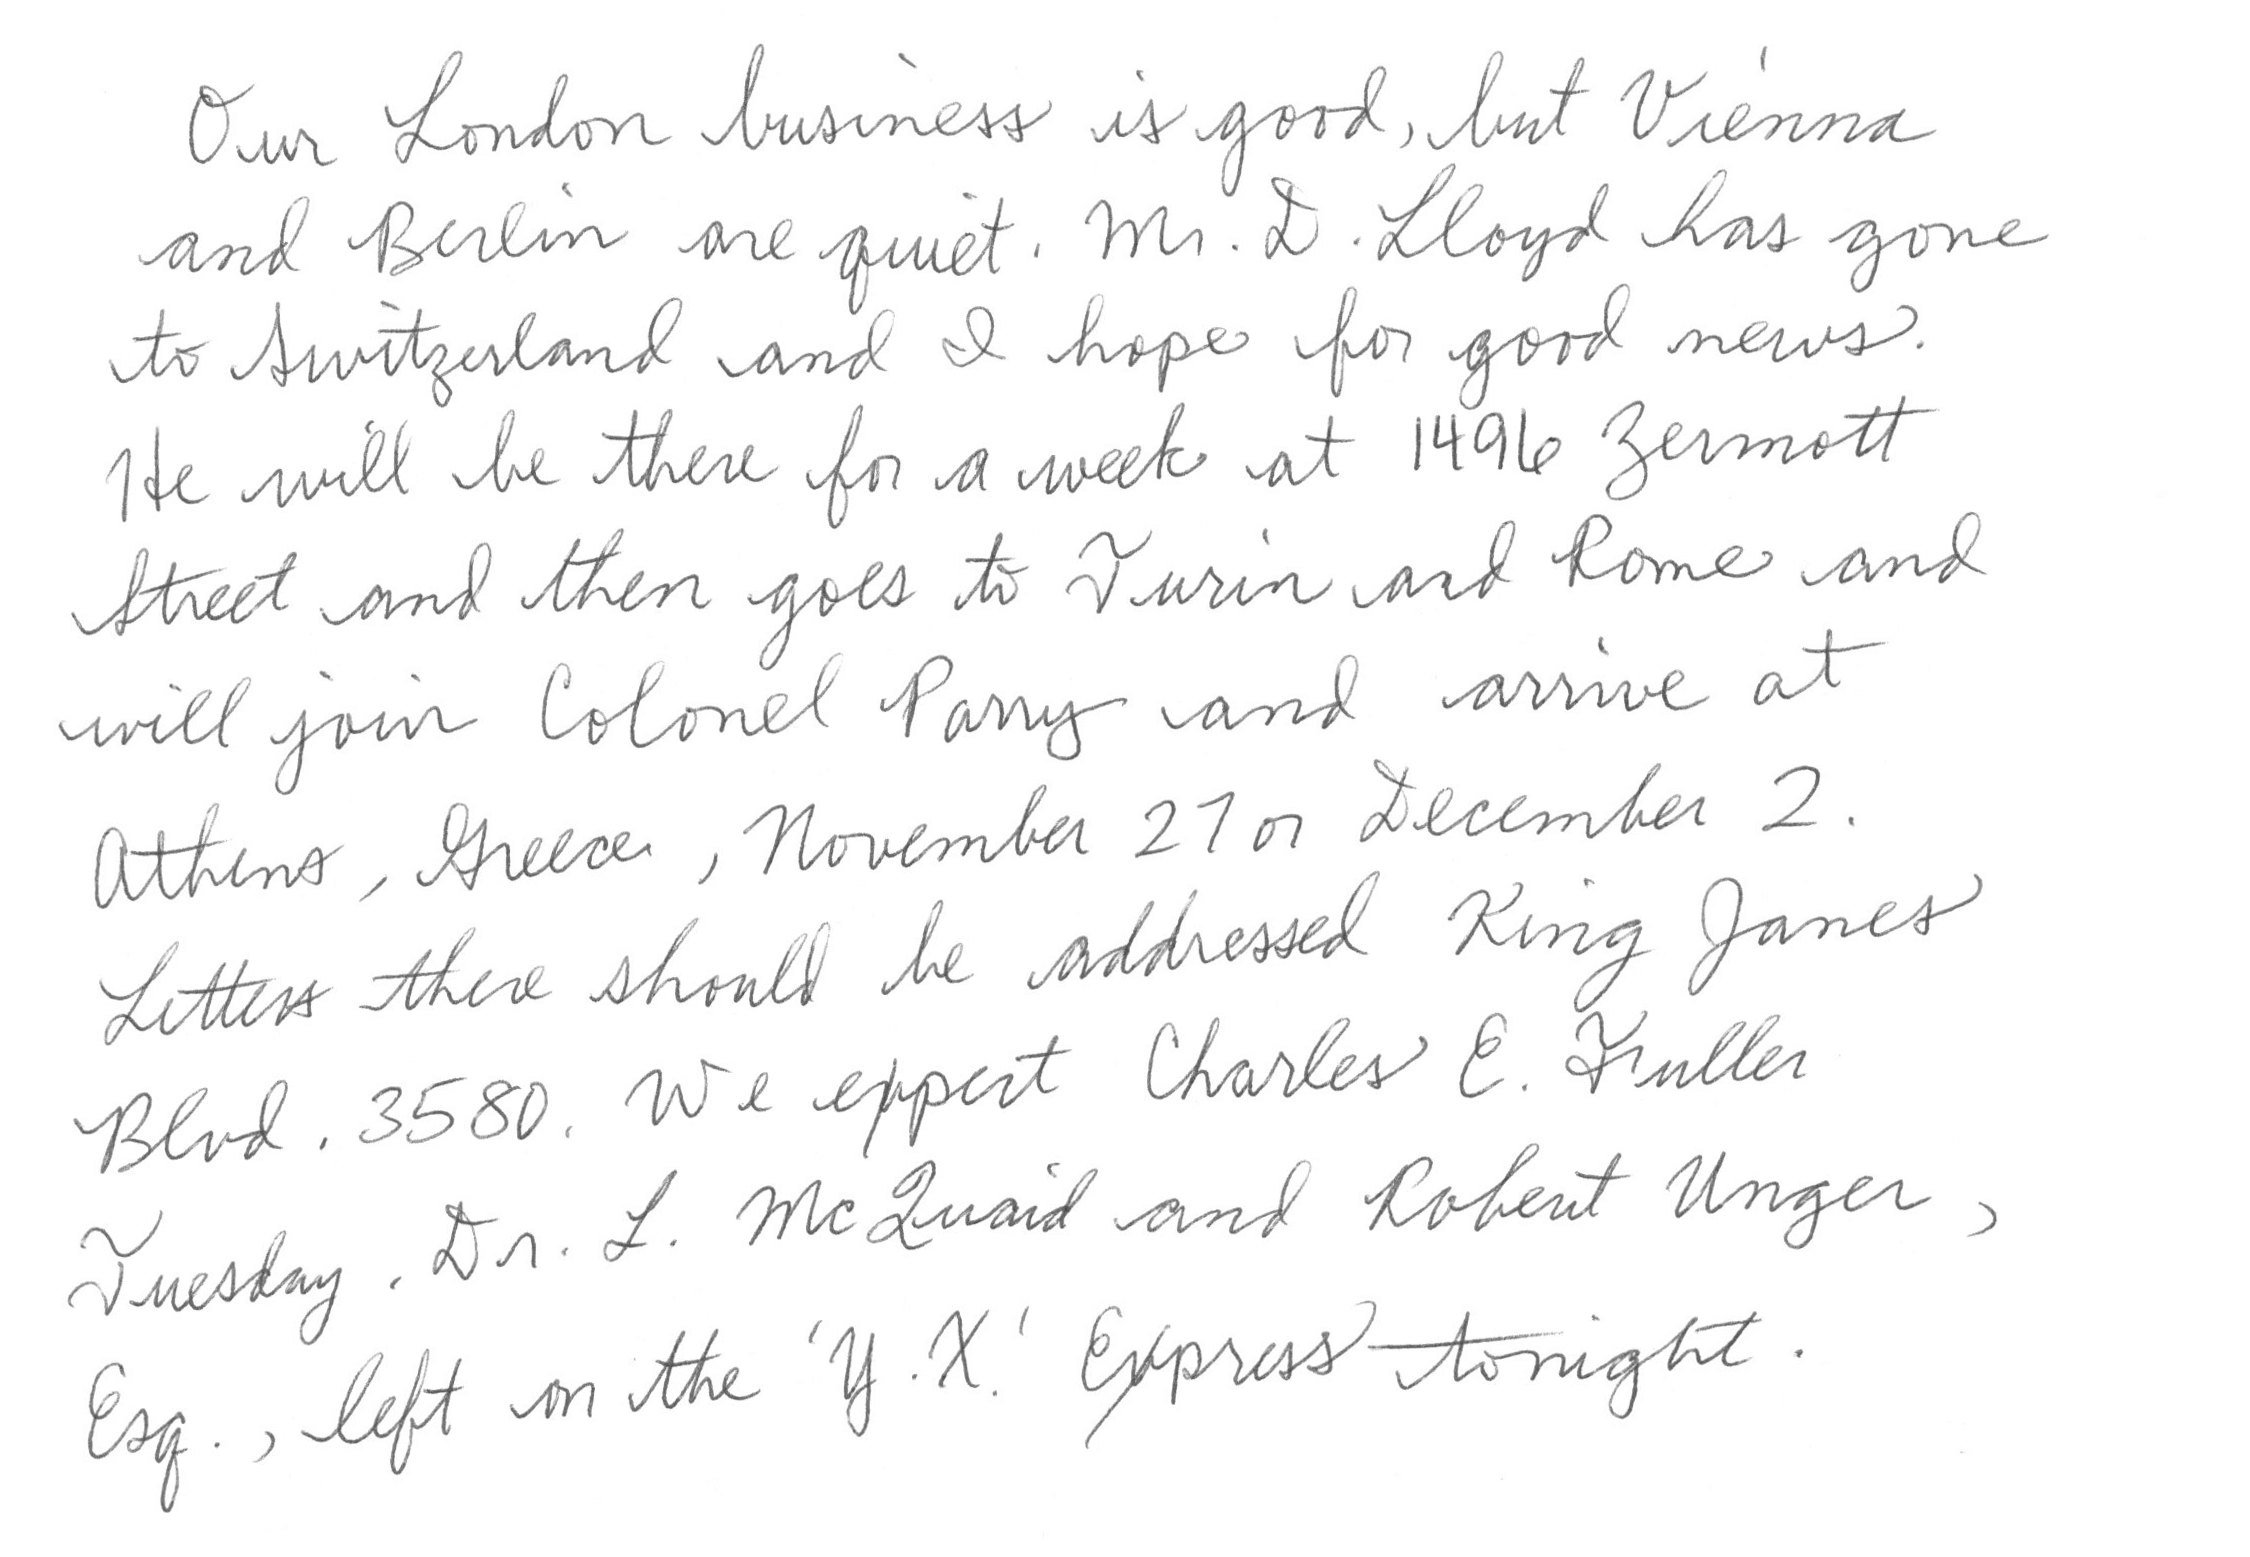 Our London business is good, but Vienna
and Berlin are quiet. Mr. D. Lloyd has gone
to Switzerland and I hope for good news.
He will be there for a week at 1496 Zermott
Street and then goes to Turin and Rome and
will join Colonel Parry and arrive at
Athens, Greece, November 27 or December 2.
Letters there should be addressed King James
Blvd. 3580. We expect Charles E. Fuller
Tuesday. Dr. L. McQuaid and Robert Unger,
Esq., left on the 'Y.X.' Express tonight.